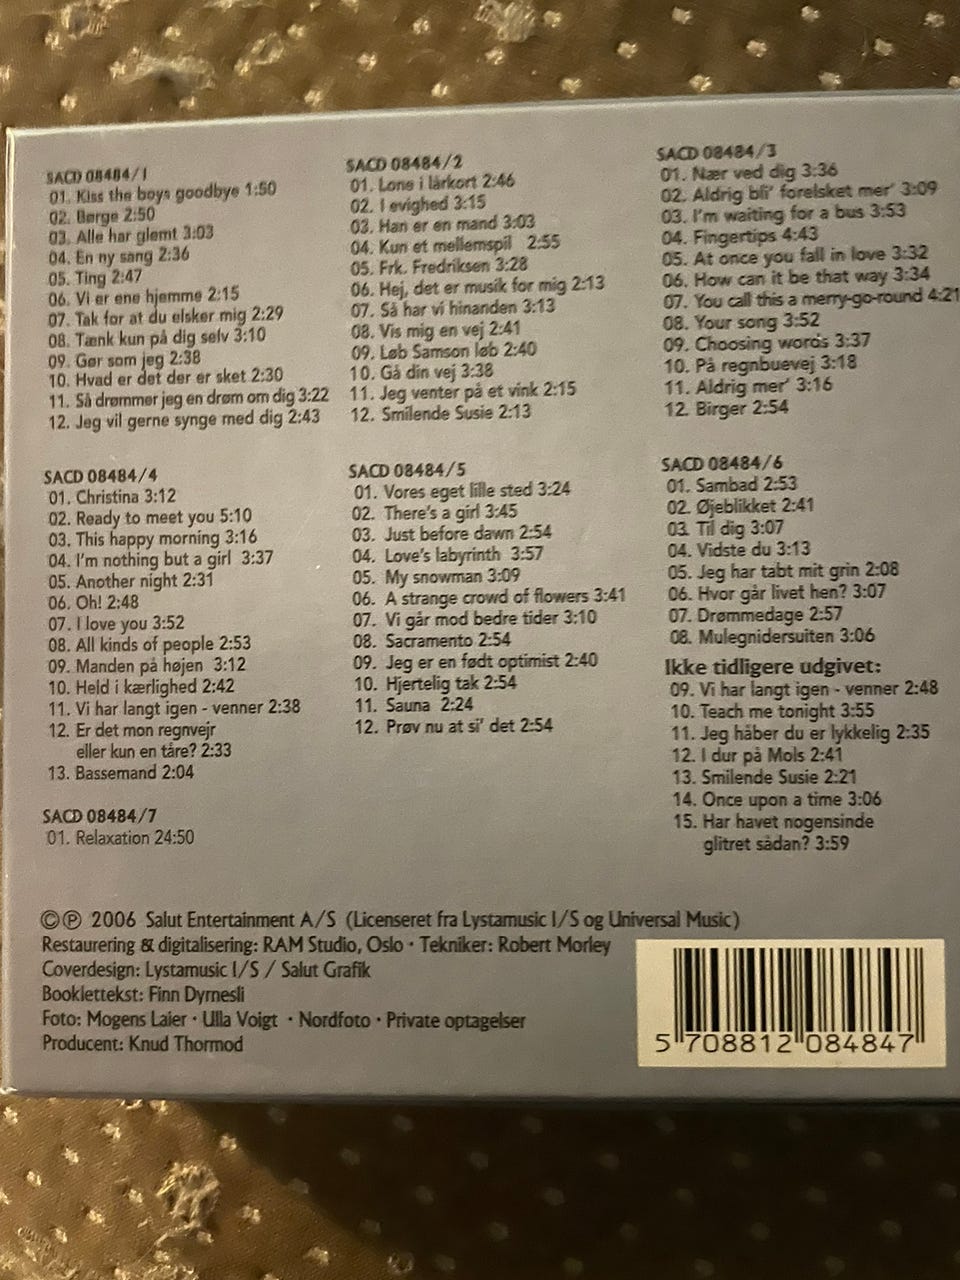 SACD 08484/1
01. Kiss the boys goodbye 1:50
02. Børge 2:50
03. Alle har glemt 3:03
04. En ny sang 2:36
05. Ting 2:47
06. Vi er ene hjemme 2:15
07. Tak for at du elsker mig 2:29
08. Tænk kun på dig selv 3:10
09. Gør som jeg 2:38
10. Hvad er det der er sket 2:30
11. Så drømmer jeg en drøm om dig 3:22
12. Jeg vil gerne synge med dig 2:43
SACD 08484/2
01. Lone i lårkort 2:46
02. I evighed 3:15
03. Han er en mand 3:03
04. Kun et mellemspil 2:55
05. Frk. Fredriksen 3:28
06. Hej, det er musik for mig 2:13
07. Så har vi hinanden 3:13
08. Vis mig en vej 2:41
09. Løb Samson løb 2:40
10. Gå din vej 3:38
11. Jeg venter på et vink 2:15
12. Smilende Susie 2:13
SACD 08484/3
01. Nær ved dig 3:36
02. Aldrig bli' forelsket mer' 3:09
03. I'm waiting for a bus 3:53
04. Fingertips 4:43
05. At once you fall in love 3:32
06. How can it be that way 3:34
07. You call this a merry-go-round 4:21
08. Your song 3:52
09. Choosing words 3:37
10. På regnbuevej 3:18
11. Aldrig mer' 3:16
12. Birger 2:54
SACD 08484/4
01. Christina 3:12
02. Ready to meet you 5:10
03. This happy morning 3:16
04. I'm nothing but a girl 3:37
05. Another night 2:31
06. Oh! 2:48
07. I love you 3:52
08. All kinds of people 2:53
09. Manden på højen 3:12
10. Held i kærlighed 2:42
11. Vi har langt igen - venner 2:38
12. Er det mon regnvejr
eller kun en tåre? 2:33
13. Bassemand 2:04
SACD 08484/5
01. Vores eget lille sted 3:24
02. There's a girl 3:45
03. Just before dawn 2:54
04. Love's labyrinth 3:57
05. My snowman 3:09
06. A strange crowd of flowers 3:41
07. Vi går mod bedre tider 3:10
08. Sacramento 2:54
09. Jeg er en født optimist 2:40
10. Hjertelig tak 2:54
11. Sauna 2:24
12. Prøv nu at si' det 2:54
SACD 08484/6
01. Sambad 2:53
02. Øjeblikket 2:41
03. Til dig 3:07
04. Vidste du 3:13
05. Jeg har tabt mit grin 2:08
06. Hvor går livet hen? 3:07
07. Drømmedage 2:57
08. Mulegnidersuiten 3:06
Ikke tidligere udgivet:
09. Vi har langt igen - venner 2:48
10. Teach me tonight 3:55
11. Jeg håber du er lykkelig 2:35
12. I dur på Mols 2:41
13. Smilende Susie 2:21
14. Once upon a time 3:06
15. Har havet nogensinde
glitret sådan? 3:59
SACD 08484/7
01. Relaxation 24:50
©℗ 2006 Salut Entertainment A/S (Licenseret fra Lystamusic I/S og Universal Music)
Restaurering & digitalisering: RAM Studio, Oslo · Tekniker: Robert Morley
Coverdesign: Lystamusic I/S / Salut Grafik
Booklettekst: Finn Dyrnesli
Foto: Mogens Laier · Ulla Voigt · Nordfoto · Private optagelser
Producent: Knud Thormod
5 708812 084847